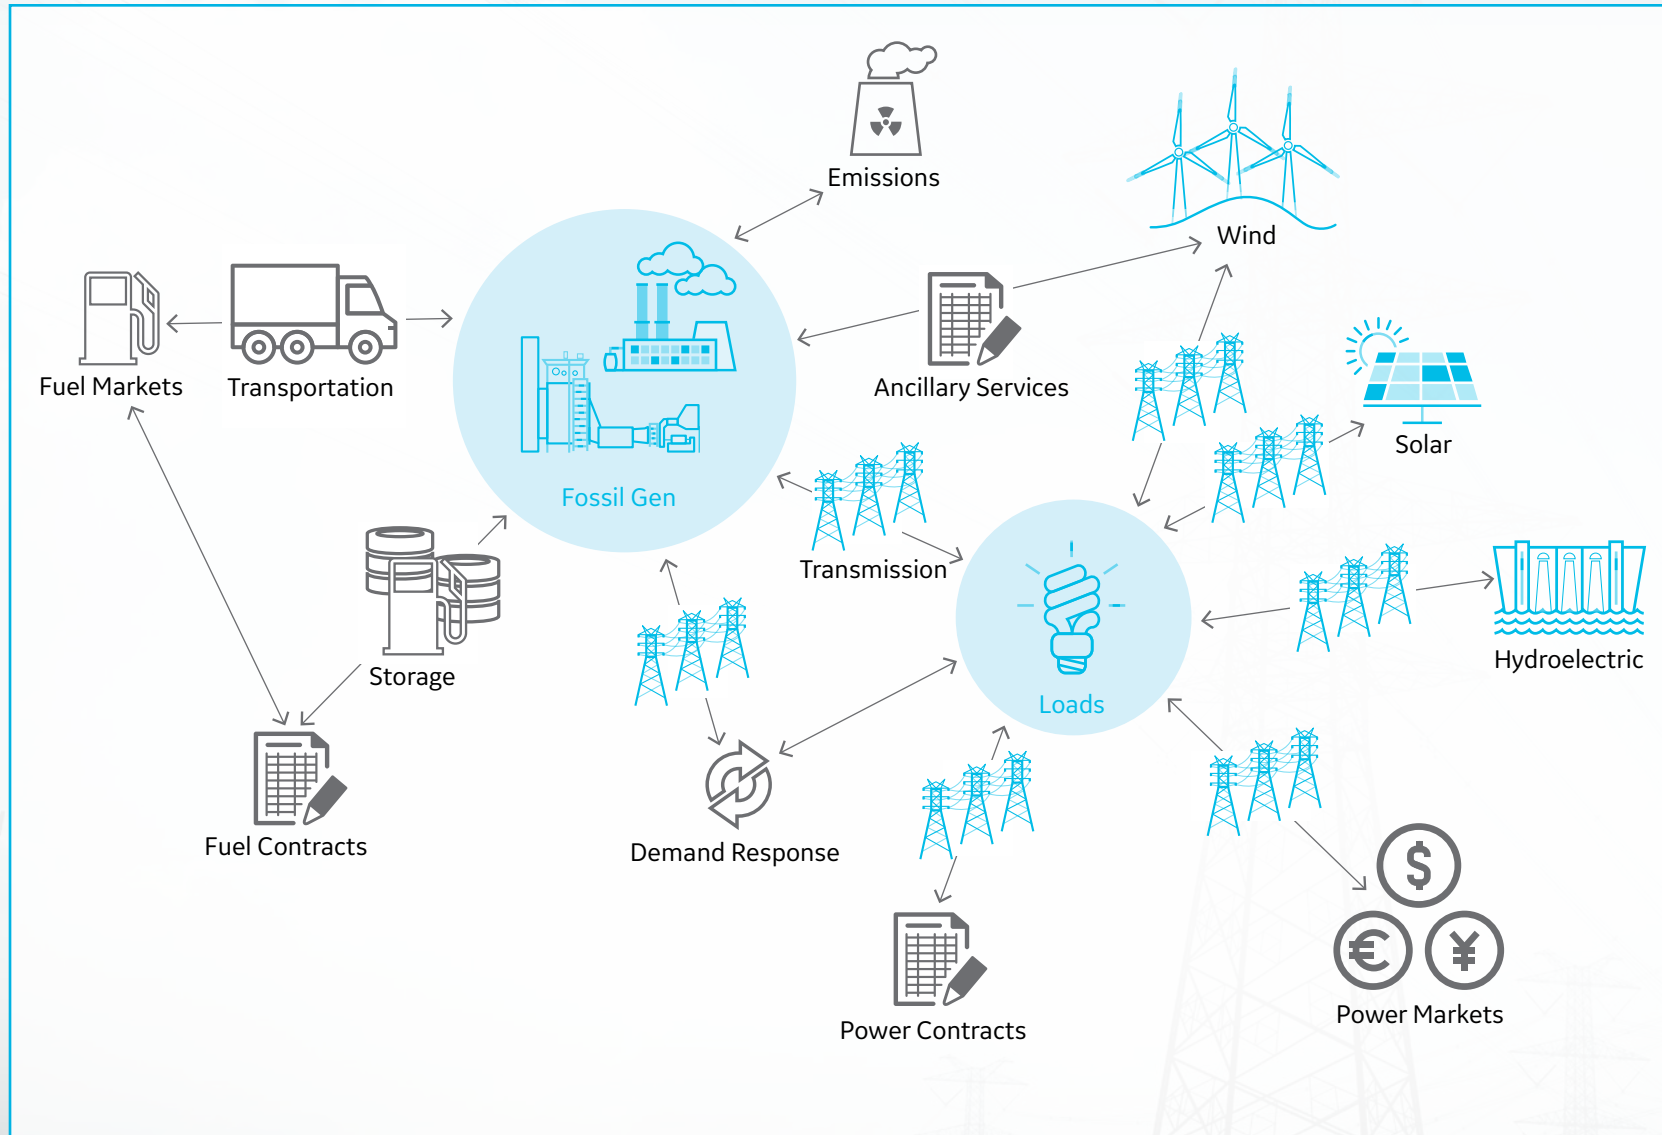 Emissions
Wind
Fuel Markets
Transportation
Ancillary Services
Solar
Fossil Gen
Transmission
Storage
Hydroelectric
Loads
Fuel Contracts
Demand Response
$
€
¥
Power Contracts
Power Markets